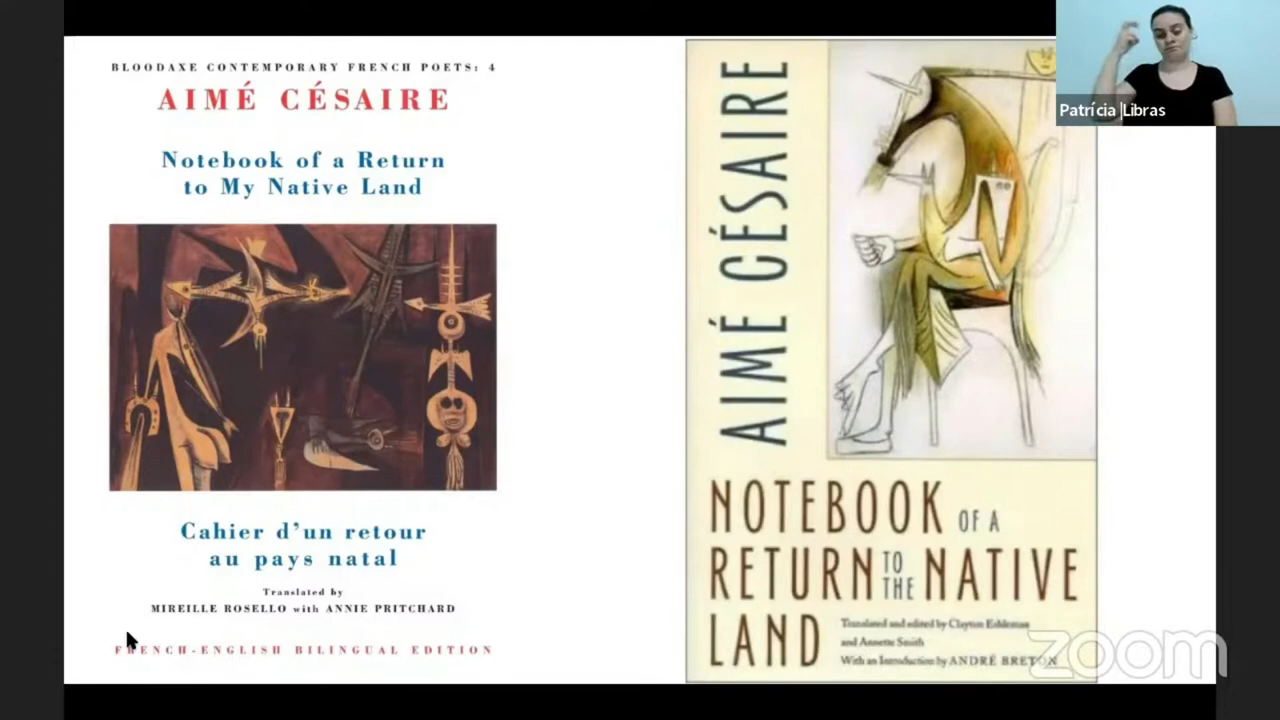 BLOODAXE CONTEMPORARY FRENCH POETS: 4
AIMÉ CÉSAIRE
Notebook of a Return
to My Native Land
Cahier d'un retour
au pays natal
Translated by
MIREILLE ROSELLO with ANNIE PRITCHARD
FRENCH-ENGLISH BILINGUAL EDITION
AIMÉ CÉSAIRE
NOTEBOOK OF A
RETURN TO THE NATIVE
LAND
Translated and edited by Clayton Eshleman
and Annette Smith
With an Introduction by ANDRÉ BRETON
Patrícia |Libras
zoom